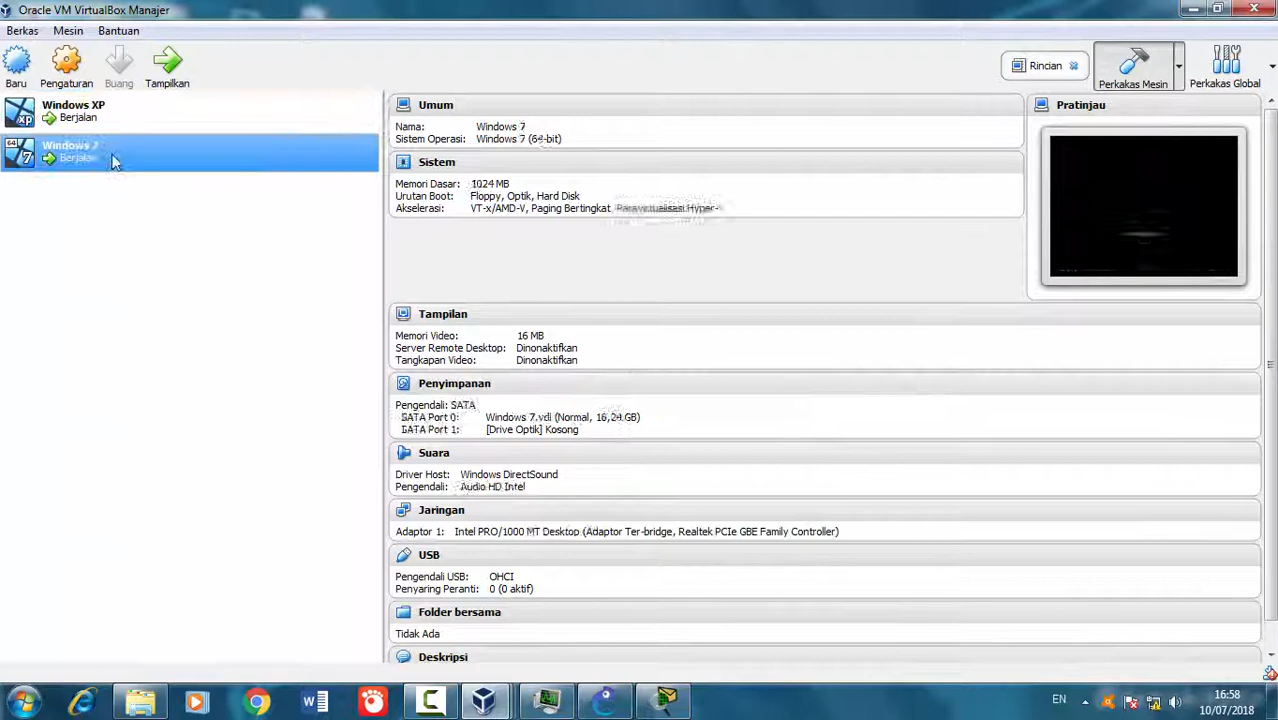 Oracle VM VirtualBox Manajer
Berkas Mesin Bantuan
Baru Pengaturan Buang Tampilkan
Rincian
Perkakas Mesin
Perkakas Global
Windows XP
Berjalan
Windows 7
Berjalan
Umum
Nama: Windows 7
Sistem Operasi: Windows 7 (64-bit)
Sistem
Memori Dasar: 1024 MB
Urutan Boot: Floppy, Optik, Hard Disk
Akselerasi: VT-x/AMD-V, Paging Bertingkat, Paravirtualisasi Hyper-
Pratinjau
Tampilan
Memori Video: 16 MB
Server Remote Desktop: Dinonaktifkan
Tangkapan Video: Dinonaktifkan
Penyimpanan
Pengendali: SATA
SATA Port 0: Windows 7.vdi (Normal, 16,24 GB)
SATA Port 1: [Drive Optik] Kosong
Suara
Driver Host: Windows DirectSound
Pengendali: Audio HD Intel
Jaringan
Adaptor 1: Intel PRO/1000 MT Desktop (Adaptor Ter-bridge, Realtek PCIe GBE Family Controller)
USB
Pengendali USB: OHCI
Penyaring Peranti: 0 (0 aktif)
Folder bersama
Tidak Ada
Deskripsi
EN
16:58
10/07/2018